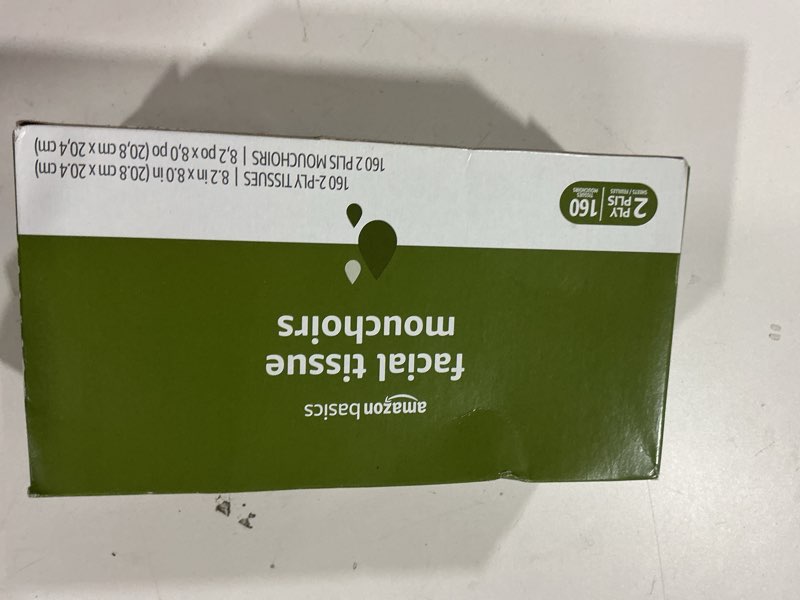 amazon basics
facial tissue
mouchoirs
2 PLY PLIS
SHEETS / FEUILLES
160
TISSUES
MOUCHOIRS
160 2-PLY TISSUES | 8.2 in x 8.0 in (20.8 cm x 20.4 cm)
160 2 PLIS MOUCHOIRS | 8,2 po x 8,0 po (20,8 cm x 20,4 cm)